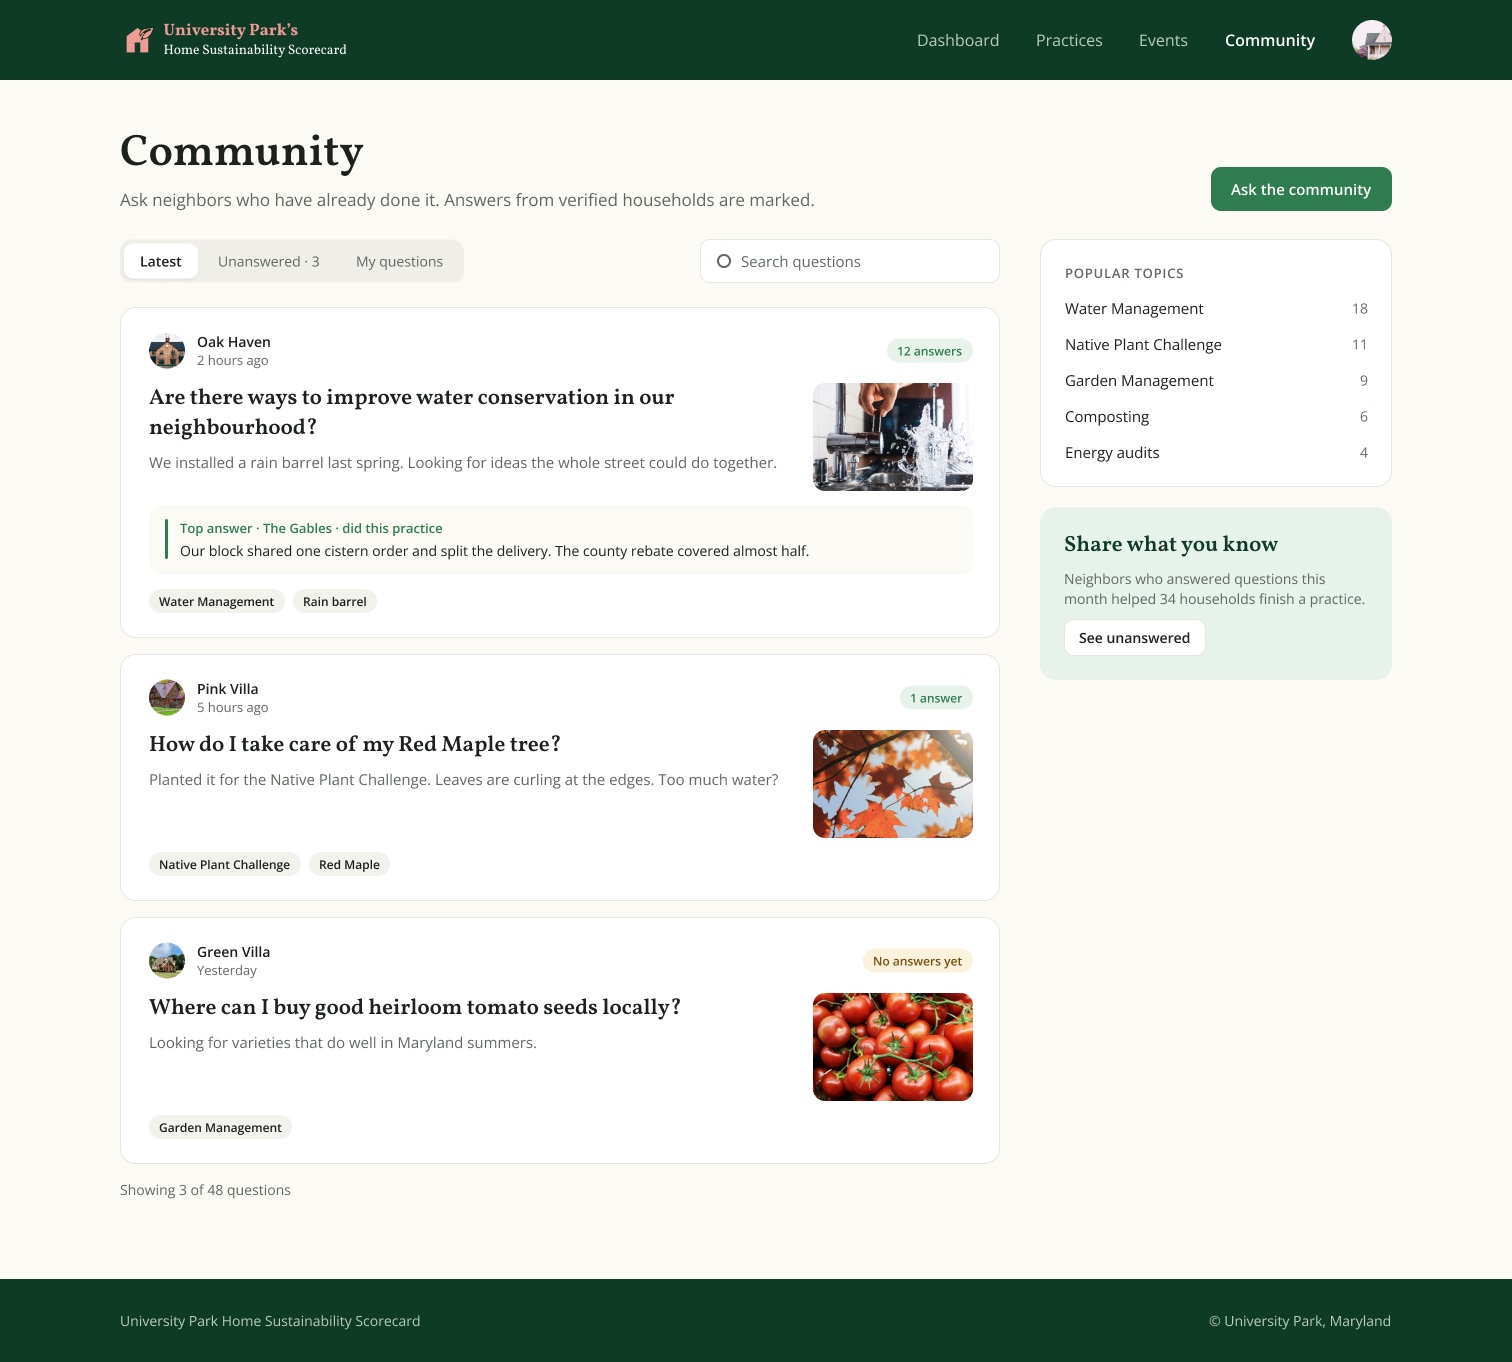 University Park's
Home Sustainability Scorecard
Dashboard
Practices
Events
Community
Community
Ask neighbors who have already done it. Answers from verified households are marked.
Ask the community
Latest
Unanswered · 3
My questions
Search questions
Oak Haven
2 hours ago
12 answers
Are there ways to improve water conservation in our
neighbourhood?
We installed a rain barrel last spring. Looking for ideas the whole street could do together.
Top answer · The Gables · did this practice
Our block shared one cistern order and split the delivery. The county rebate covered almost half.
Water Management
Rain barrel
Pink Villa
5 hours ago
1 answer
How do I take care of my Red Maple tree?
Planted it for the Native Plant Challenge. Leaves are curling at the edges. Too much water?
Native Plant Challenge
Red Maple
Green Villa
Yesterday
No answers yet
Where can I buy good heirloom tomato seeds locally?
Looking for varieties that do well in Maryland summers.
Garden Management
Showing 3 of 48 questions
POPULAR TOPICS
Water Management 18
Native Plant Challenge 11
Garden Management 9
Composting 6
Energy audits 4
Share what you know
Neighbors who answered questions this
month helped 34 households finish a practice.
See unanswered
University Park Home Sustainability Scorecard
© University Park, Maryland